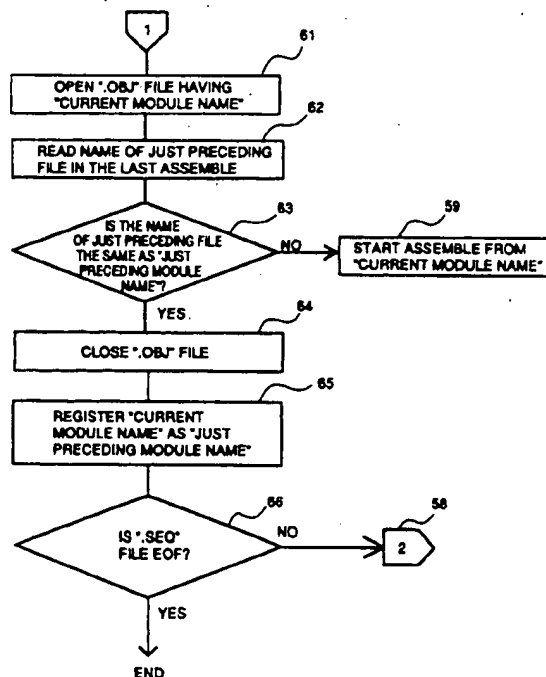 1
61
OPEN ".OBJ" FILE HAVING
"CURRENT MODULE NAME"
62
READ NAME OF JUST PRECEDING
FILE IN THE LAST ASSEMBLE
63
IS THE NAME
OF JUST PRECEDING FILE
THE SAME AS "JUST
PRECEDING MODULE
NAME"?
NO
59
START ASSEMBLE FROM
"CURRENT MODULE NAME"
YES
64
CLOSE ".OBJ" FILE
65
REGISTER "CURRENT
MODULE NAME" AS "JUST
PRECEDING MODULE NAME"
66
IS ".SEQ"
FILE EOF?
NO
58
2
YES
END